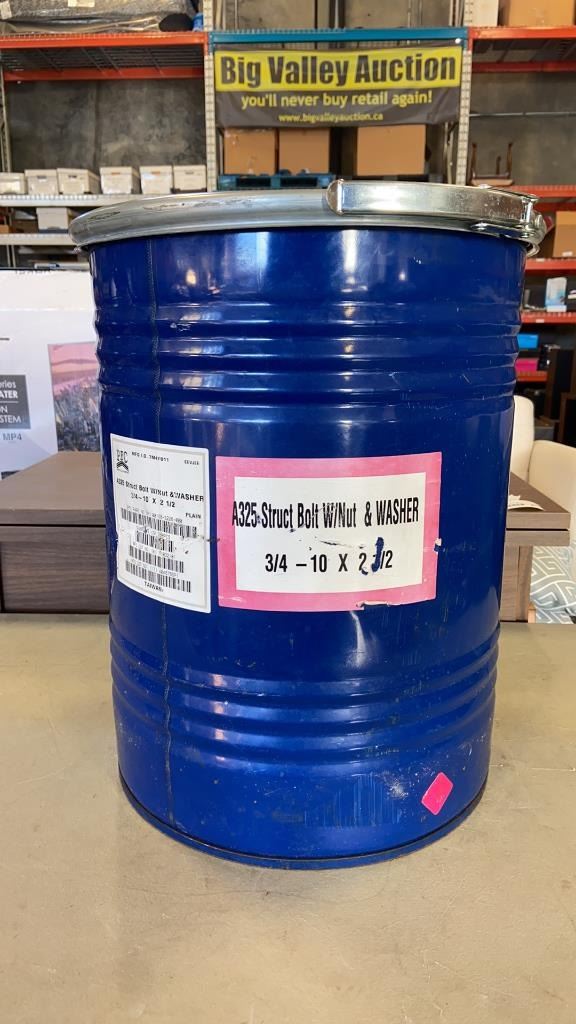 Big Valley Auction
you'll never buy retail again!
www.bigvalleyauction.ca
MP4
A325 Struct Bolt W/Nut & WASHER
3/4-10 X 2 1/2
PLAIN
TAIWAN
A325 Struct Bolt W/Nut & WASHER
3/4 -10 X 2 1/2